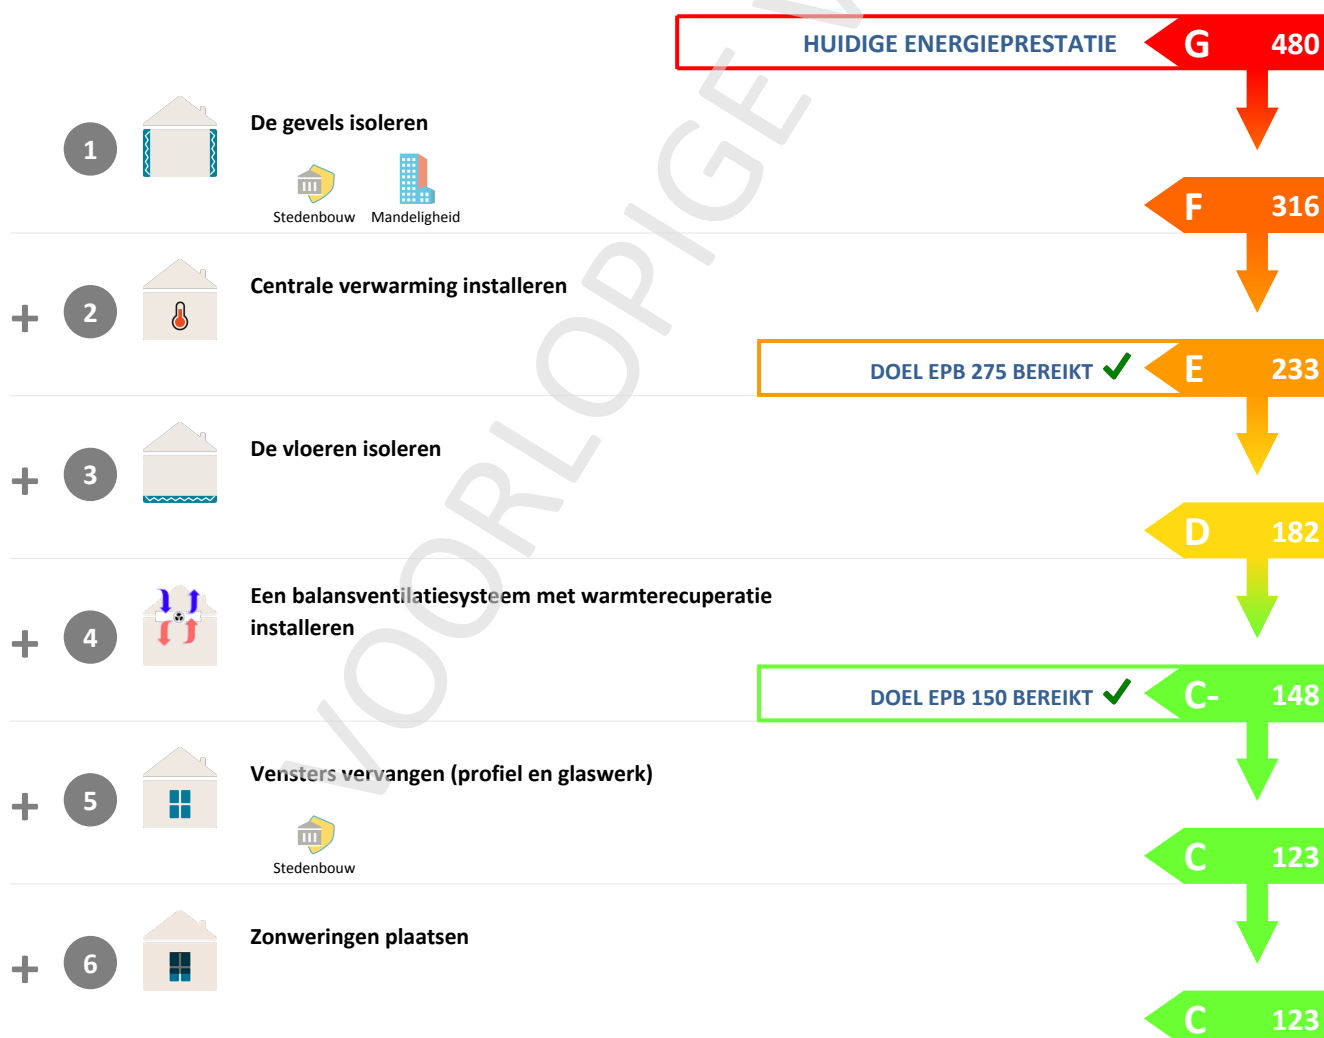 HUIDIGE ENERGIEPRESTATIE G 480
1 De gevels isoleren
Stedenbouw Mandeligheid
F 316
+ 2 Centrale verwarming installeren
DOEL EPB 275 BEREIKT E 233
+ 3 De vloeren isoleren
D 182
+ 4 Een balansventilatiesysteem met warmterecuperatie
installeren
DOEL EPB 150 BEREIKT C- 148
+ 5 Vensters vervangen (profiel en glaswerk)
Stedenbouw
C 123
+ 6 Zonweringen plaatsen
C 123
VOORLOPIGE V